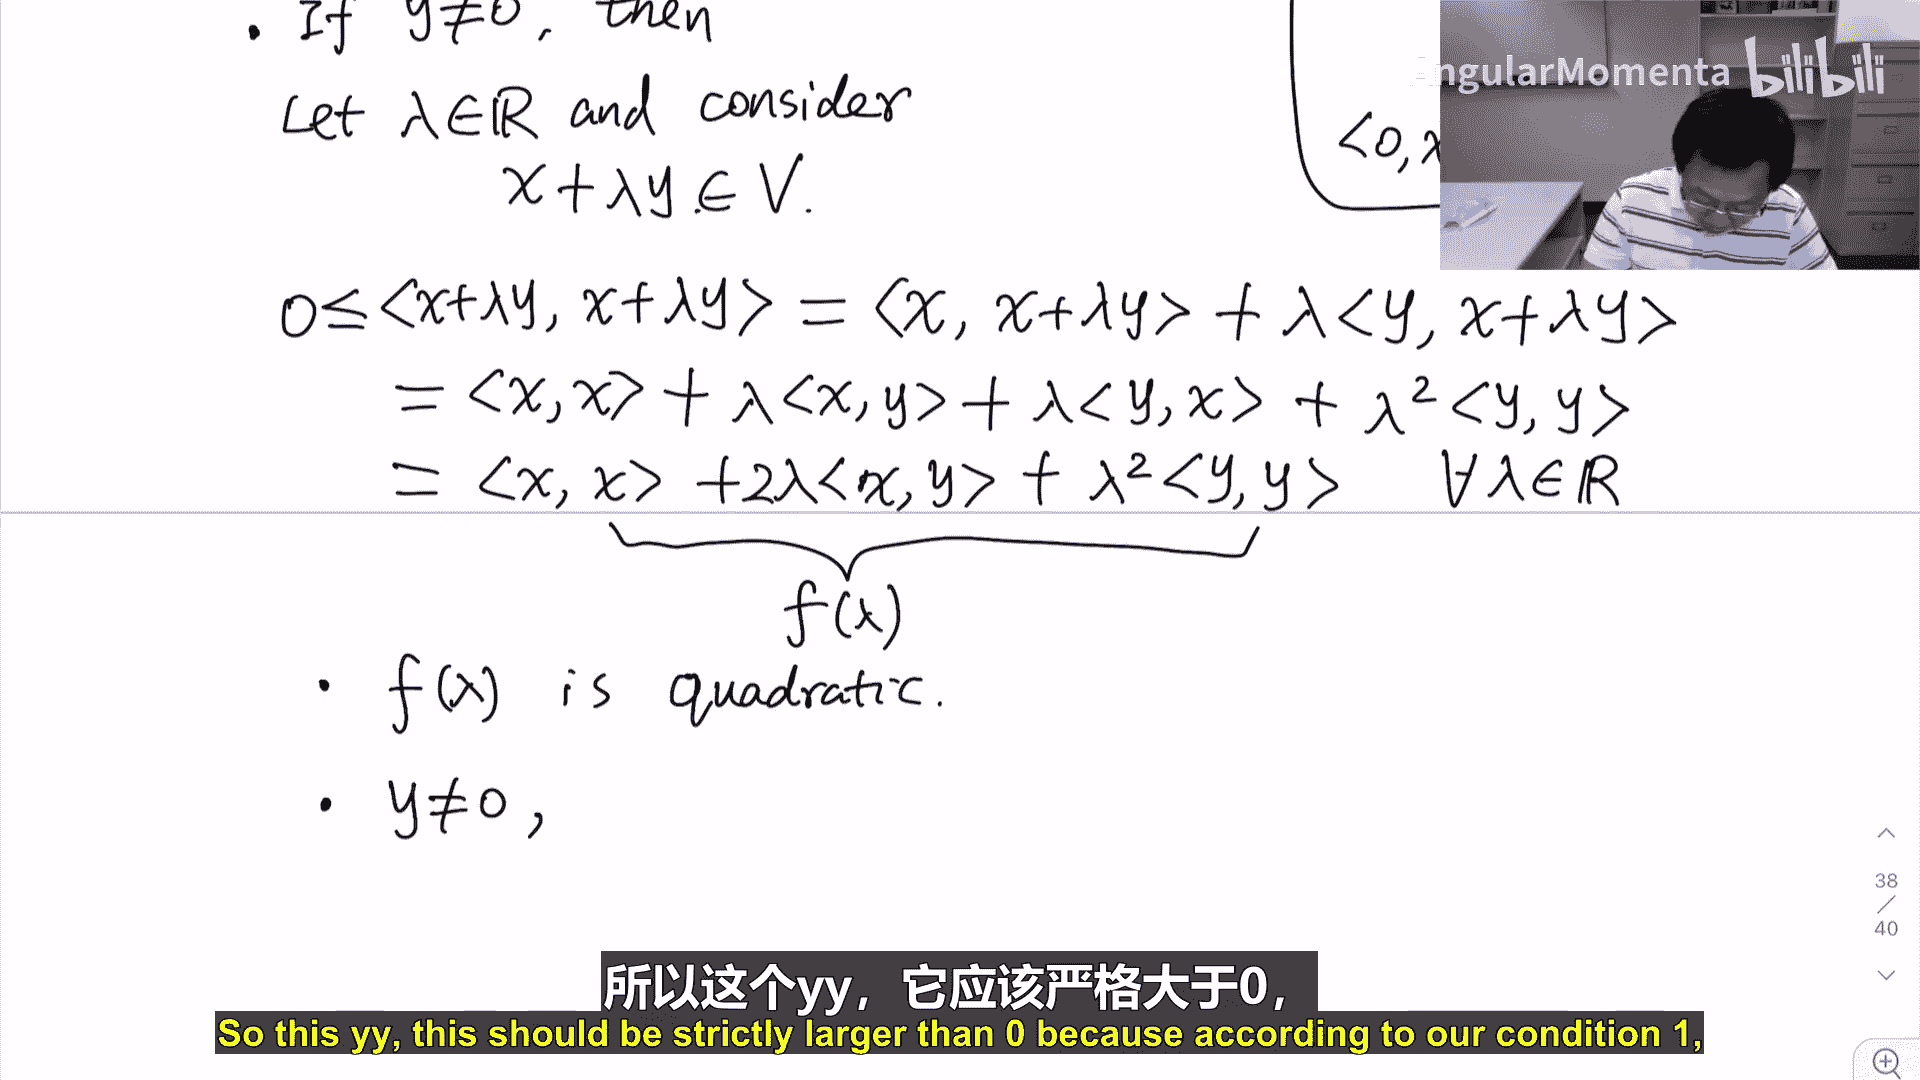 • If y≠0, then
Let λ∈ℝ and consider
x+λy∈V.
<0,x
ngularMomenta bilibili
0≤<x+λy, x+λy> = <x, x+λy> + λ<y, x+λy>
= <x,x> + λ<x,y> + λ<y,x> + λ²<y,y>
= <x,x> +2λ<x,y> + λ²<y,y> ∀λ∈ℝ
f(λ)
• f(λ) is quadratic.
• y≠0,
38
/
40
所以这个yy，它应该严格大于0，
So this yy, this should be strictly larger than 0 because according to our condition 1,